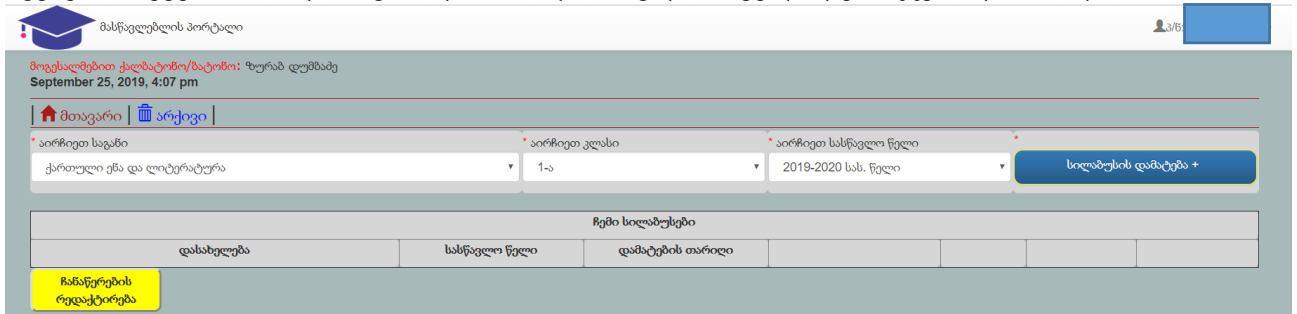 მასწავლებლის პორტალი
პ/ნ:
მოგესალმებით ქალბატონო/ბატონო: ზურაბ დუმბაძე
September 25, 2019, 4:07 pm
| მთავარი | არქივი |
* აირჩიეთ საგანი * აირჩიეთ კლასი * აირჩიეთ სასწავლო წელი *
ქართული ენა და ლიტერატურა 1-ა 2019-2020 სას. წელი სილაბუსის დამატება +
ჩემი სილაბუსები
დასახელება სასწავლო წელი დამატების თარიღი
ჩანაწერების
რედაქტირება